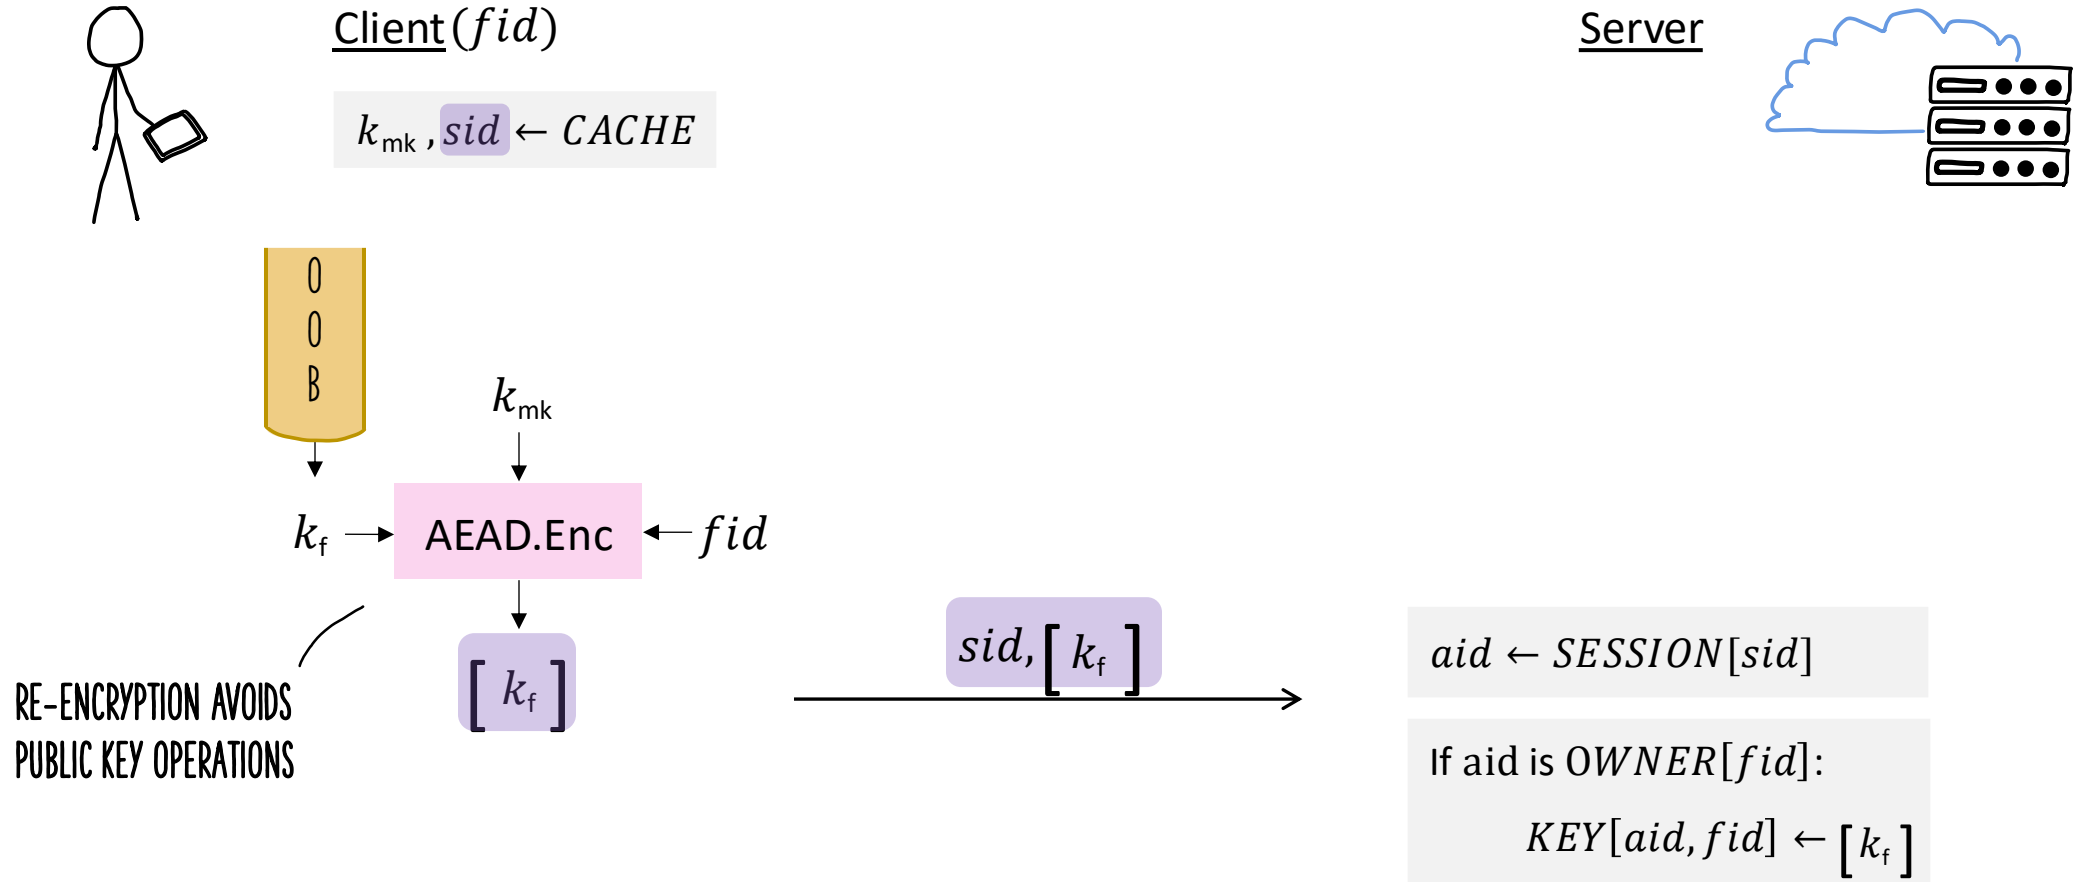 Client(fid)
Server
k_mk , sid ← CACHE
O
O
B
k_mk
k_f
AEAD.Enc
fid
[ k_f ]
sid, [ k_f ]
RE-ENCRYPTION AVOIDS
PUBLIC KEY OPERATIONS
aid ← SESSION[sid]
If aid is OWNER[fid]:
KEY[aid, fid] ← [ k_f ]